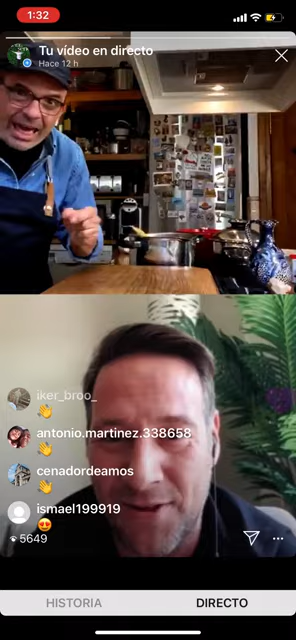 1:32
Tu vídeo en directo
Hace 12 h
iker_broo_
antonio.martinez.338658
cenadordeamos
ismael199919
5649
HISTORIA
DIRECTO